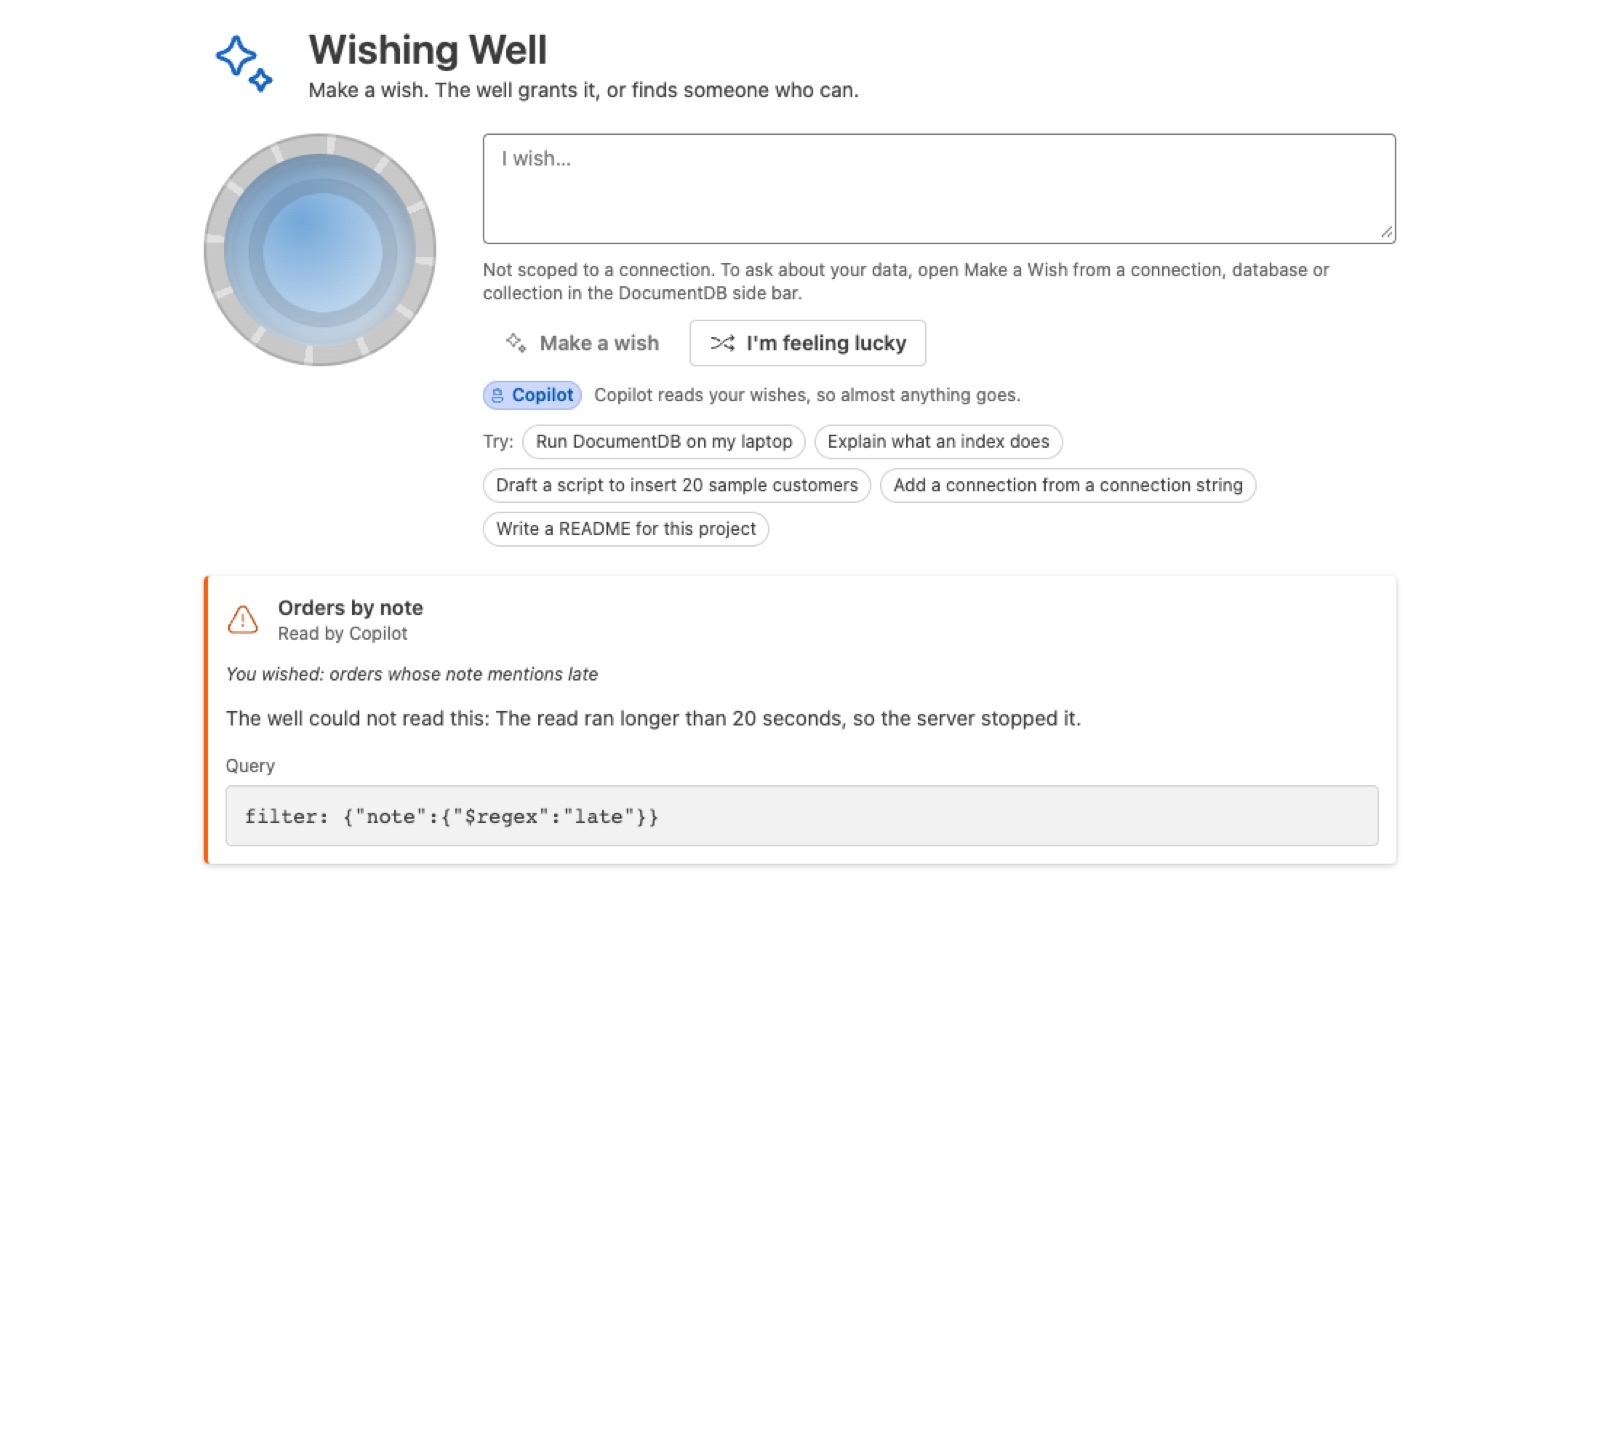 Wishing Well
Make a wish. The well grants it, or finds someone who can.
I wish...
Not scoped to a connection. To ask about your data, open Make a Wish from a connection, database or
collection in the DocumentDB side bar.
Make a wish
I'm feeling lucky
Copilot Copilot reads your wishes, so almost anything goes.
Try: Run DocumentDB on my laptop Explain what an index does
Draft a script to insert 20 sample customers Add a connection from a connection string
Write a README for this project
Orders by note
Read by Copilot
You wished: orders whose note mentions late
The well could not read this: The read ran longer than 20 seconds, so the server stopped it.
Query
filter: {"note":{"$regex":"late"}}